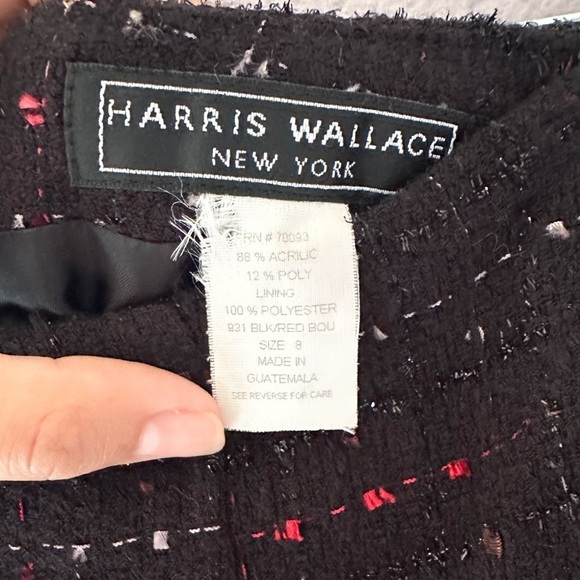 HARRIS WALLACE
NEW YORK
RN # 70093
88 % ACRILIC
12 % POLY
LINING
100 % POLYESTER
931 BLK/RED BQU
SIZE 8
MADE IN
GUATEMALA
SEE REVERSE FOR CARE